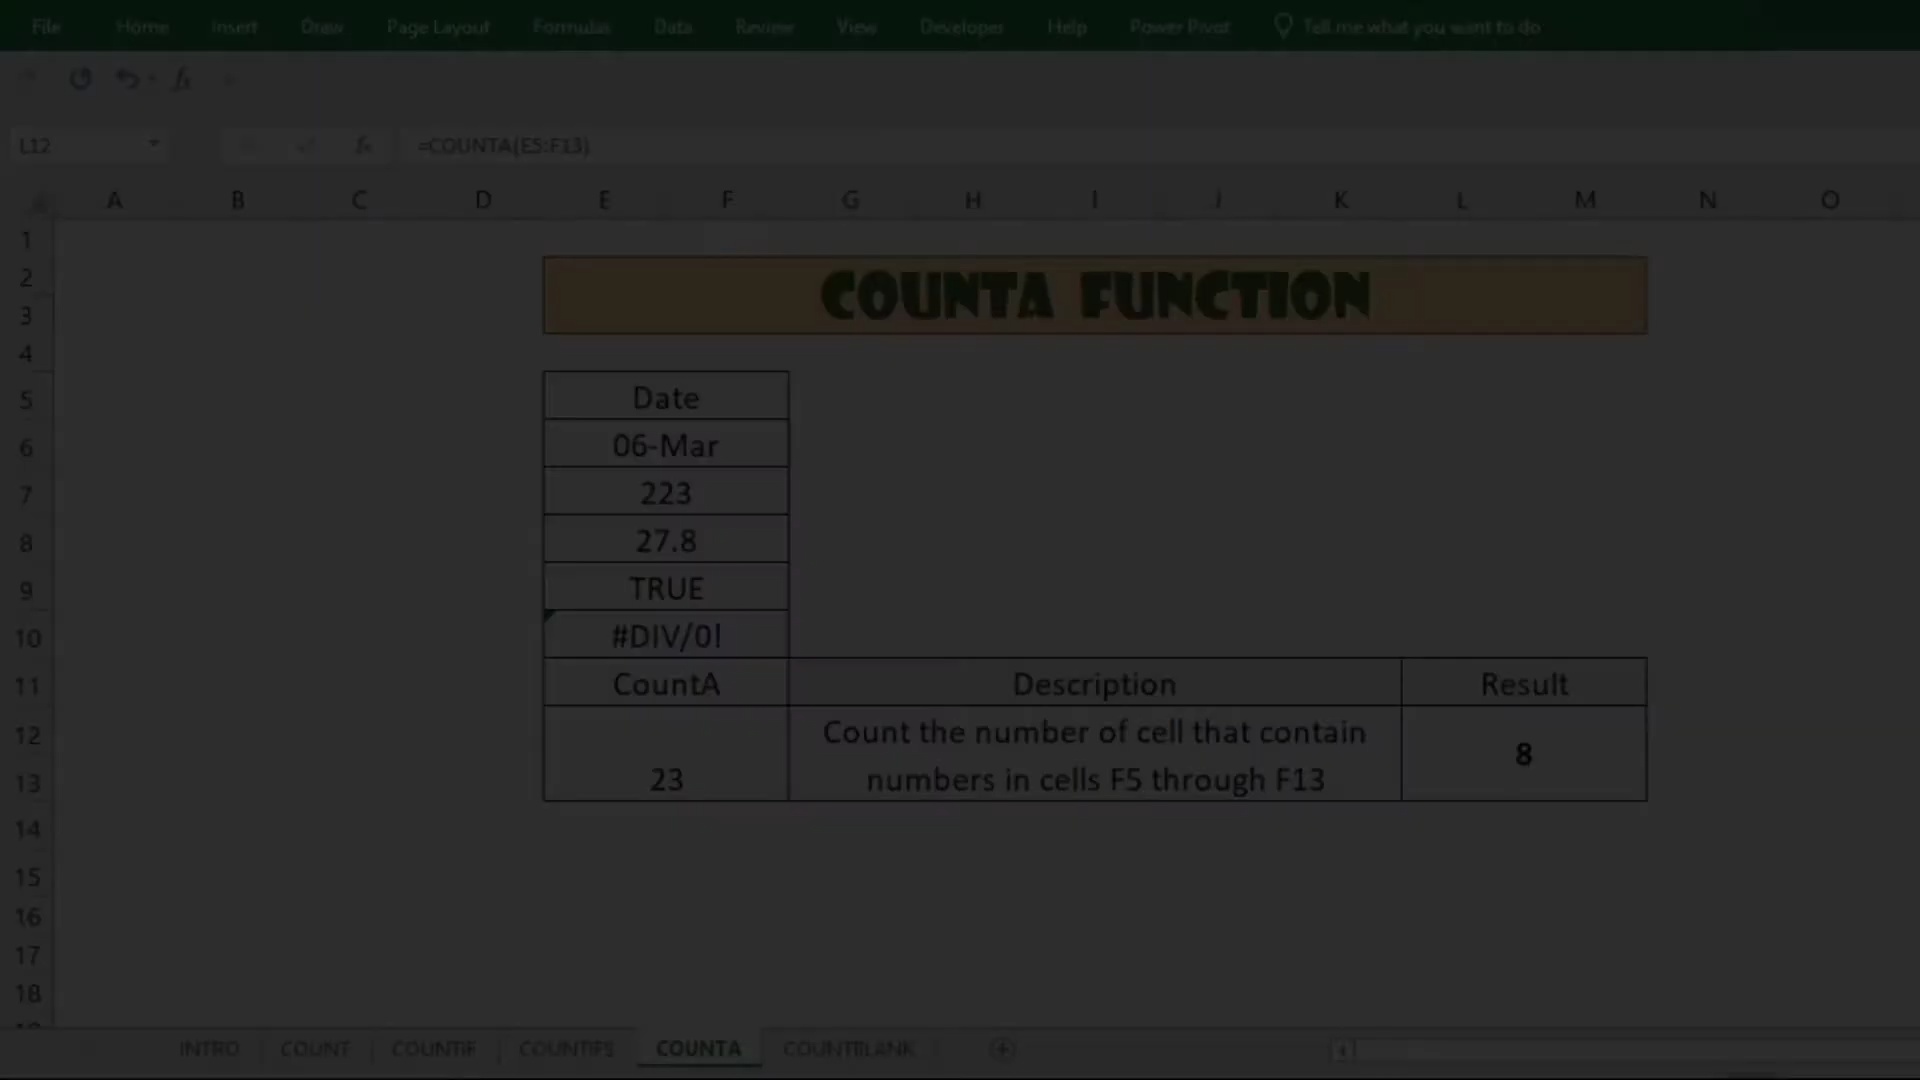 File Home Insert Draw Page Layout Formulas Data Review View Developer Help Power Pivot Tell me what you want to do
L12 fx =COUNTA(E5:F13)
A B C D E F G H I J K L M N O
1
2
3
COUNTA FUNCTION
4
5 Date
6 06-Mar
7 223
8 27.8
9 TRUE
10 #DIV/0!
11 CountA Description Result
12 Count the number of cell that contain
8
13 23 numbers in cells F5 through F13
14
15
16
17
18
INTRO COUNT COUNTIF COUNTIFS COUNTA COUNTBLANK